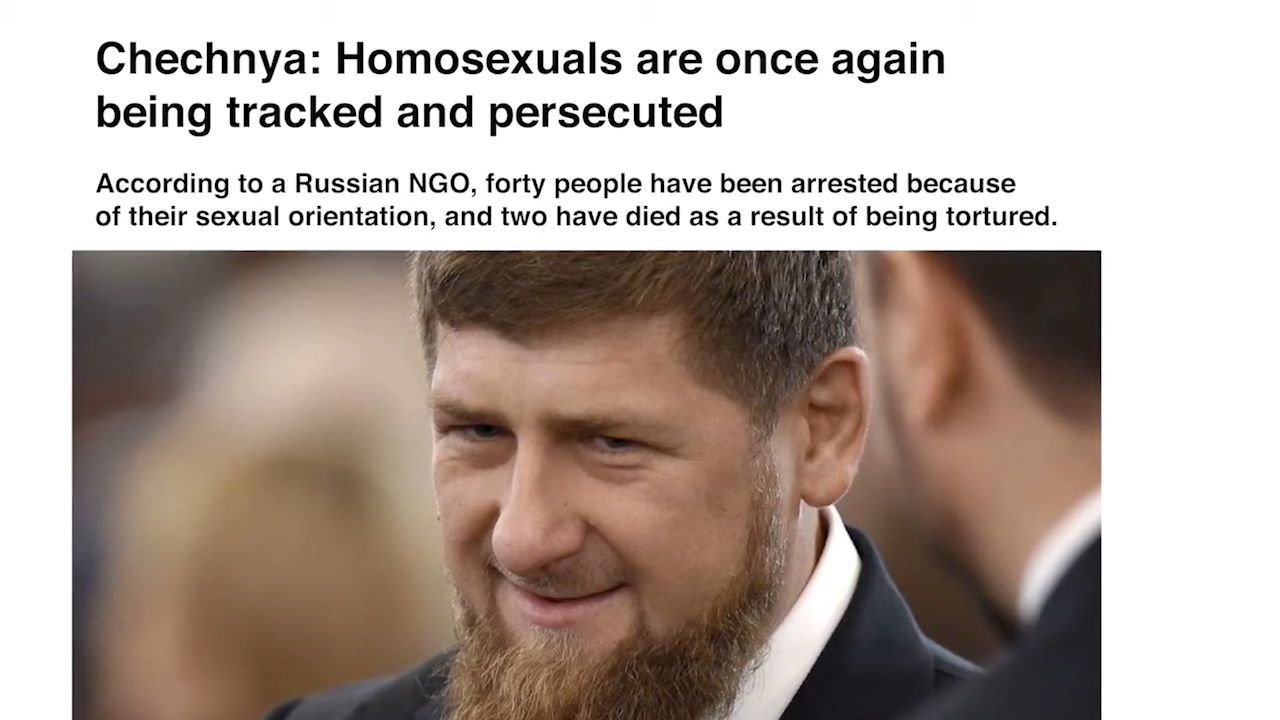 Chechnya: Homosexuals are once again
being tracked and persecuted
According to a Russian NGO, forty people have been arrested because
of their sexual orientation, and two have died as a result of being tortured.